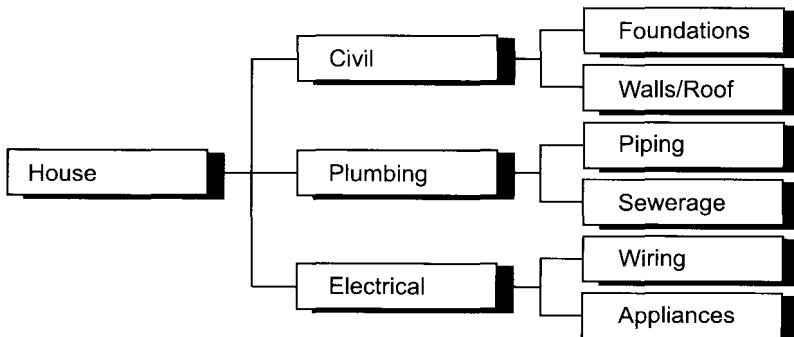 House
Civil
Foundations
Walls/Roof
Plumbing
Piping
Sewerage
Electrical
Wiring
Appliances